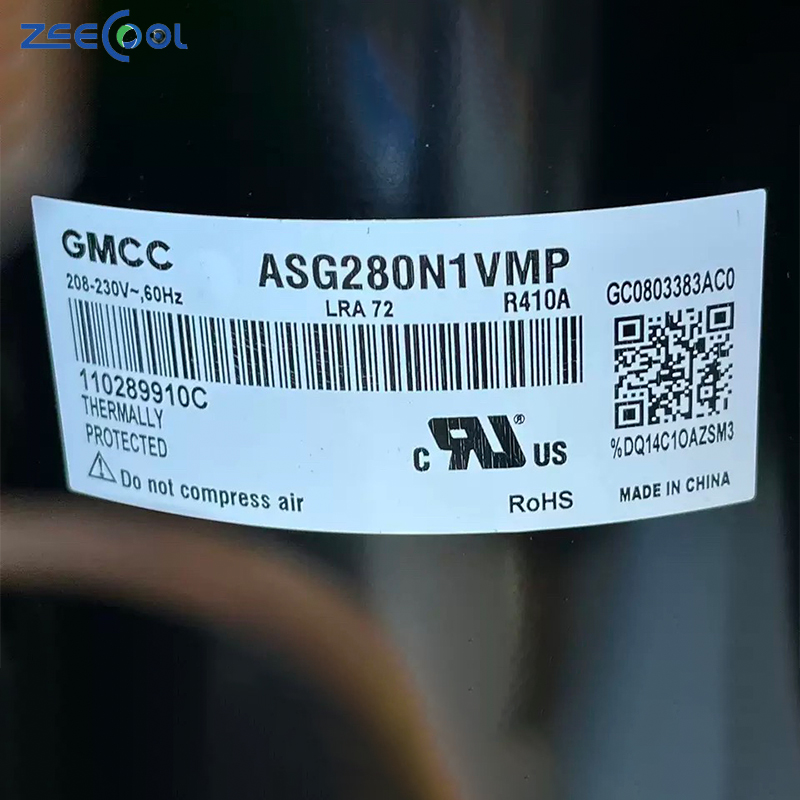 ZEECOOL
GMCC
ASG280N1VMP
208-230V~,60Hz
LRA 72
R410A
GC0803383AC0
110289910C
THERMALLY
PROTECTED
Do not compress air
c RU ® US
RoHS
%DQ14C1OAZSM3
MADE IN CHINA